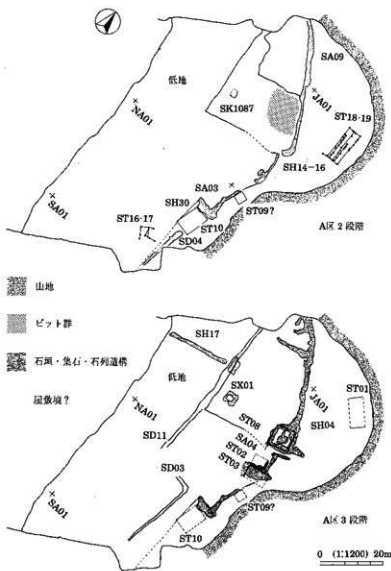 SA09
低地
SK1087
JA01
ST18-19
NA01
SH14-16
SA03
SA01
ST16-17
SH30
ST09?
ST10
SD04
A区2段階
山地
ピット群
石垣・集石・石列遺構
屋敷境?
SH17
低地
ST01
JA01
SX01
NA01
ST08
SH04
SD11
SA04
ST02
ST03
SD03
SA01
ST09?
A区3段階
ST10
0 (1:1200) 20m